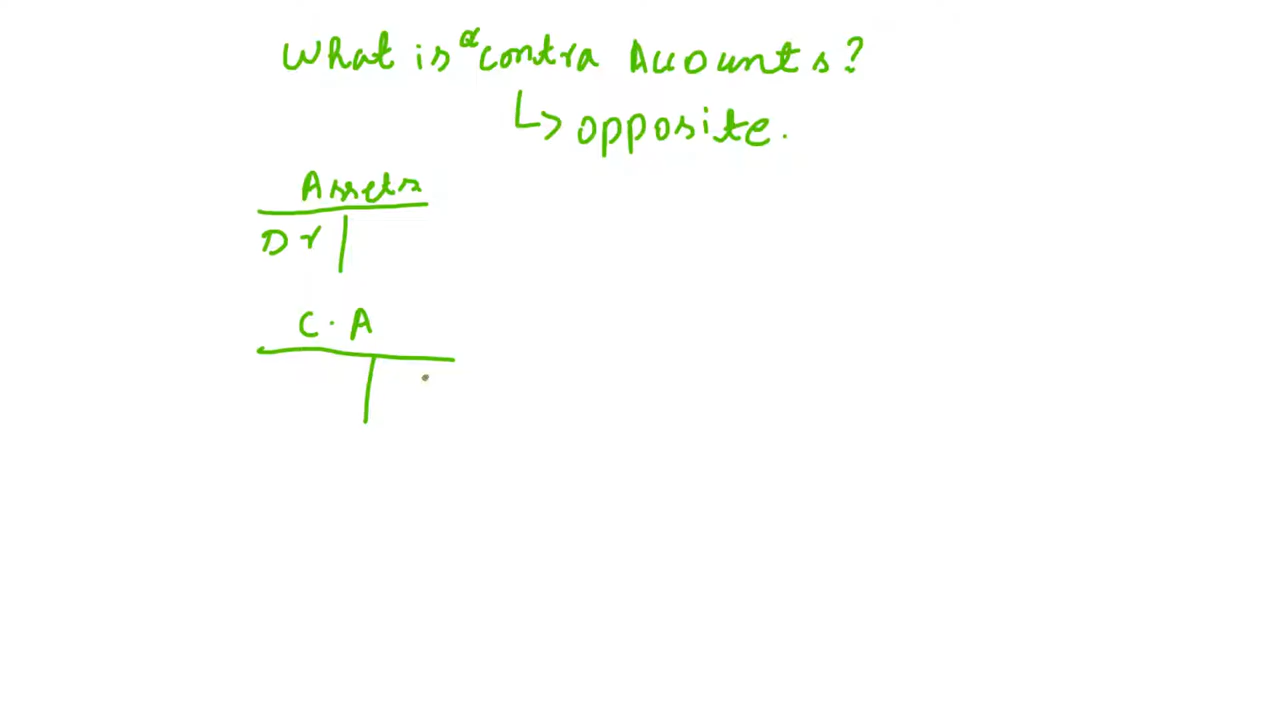 What is a contra Accounts?
↳ opposite.
Assets
Dr
C. A